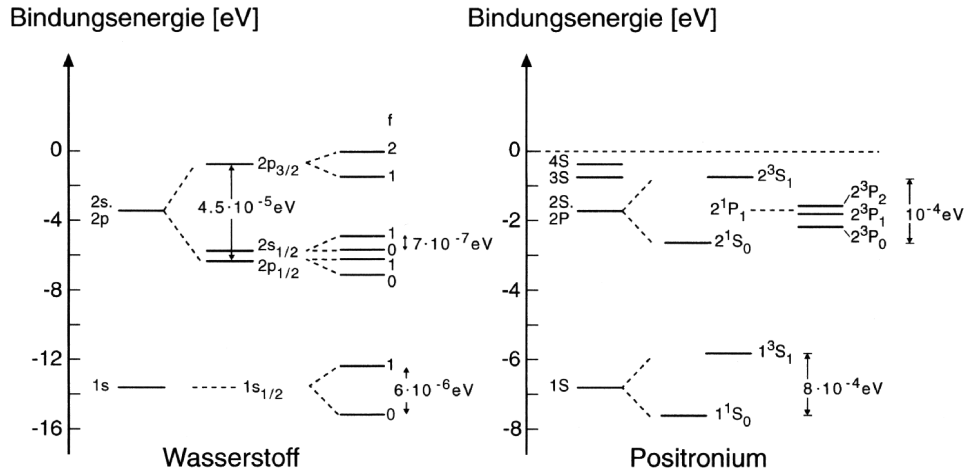 Bindungsenergie [eV]
f
0
2p3/2
2
1
2s.
2p
4.5·10⁻⁵eV
-4
2s1/2
1
0
7·10⁻⁷eV
2p1/2
1
0
-8
-12
1
1s
1s1/2
6·10⁻⁶eV
0
-16
Wasserstoff
Bindungsenergie [eV]
0
4S
3S
2³S₁
2S.
2P
2¹P₁
2³P₂
2³P₁
2³P₀
10⁻⁴eV
-2
2¹S₀
-4
-6
1³S₁
1S
8·10⁻⁴eV
1¹S₀
-8
Positronium